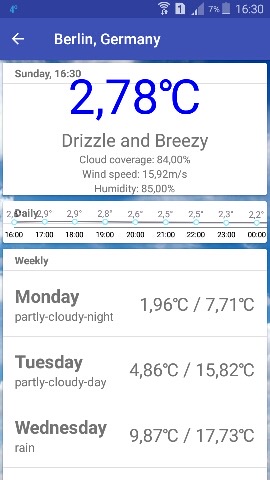 4° 1 7% 16:30
Berlin, Germany
Sunday, 16:30
2,78°C
Drizzle and Breezy
Cloud coverage: 84,00%
Wind speed: 15,92m/s
Humidity: 85,00%
Daily
2,9° 2,9° 2,8° 2,6° 2,5° 2,5° 2,3° 2,2°
16:00 17:00 18:00 19:00 20:00 21:00 22:00 23:00 00:00
Weekly
Monday
partly-cloudy-night
1,96°C / 7,71°C
Tuesday
partly-cloudy-day
4,86°C / 15,82°C
Wednesday
rain
9,87°C / 17,73°C